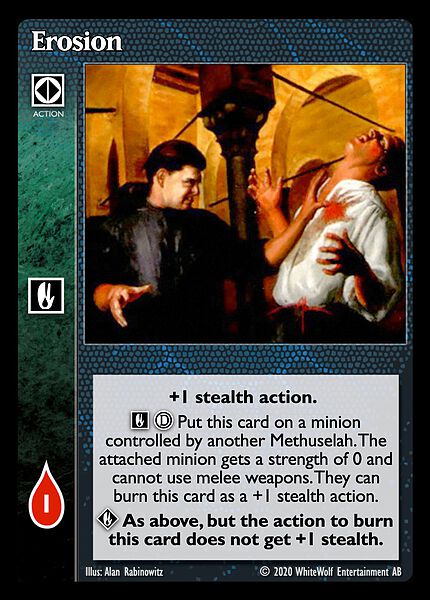 Erosion
ACTION
+1 stealth action.
Ⓓ Put this card on a minion
controlled by another Methuselah. The
attached minion gets a strength of 0 and
cannot use melee weapons. They can
burn this card as a +1 stealth action.
As above, but the action to burn
this card does not get +1 stealth.
1
Illus: Alan Rabinowitz © 2020 WhiteWolf Entertainment AB